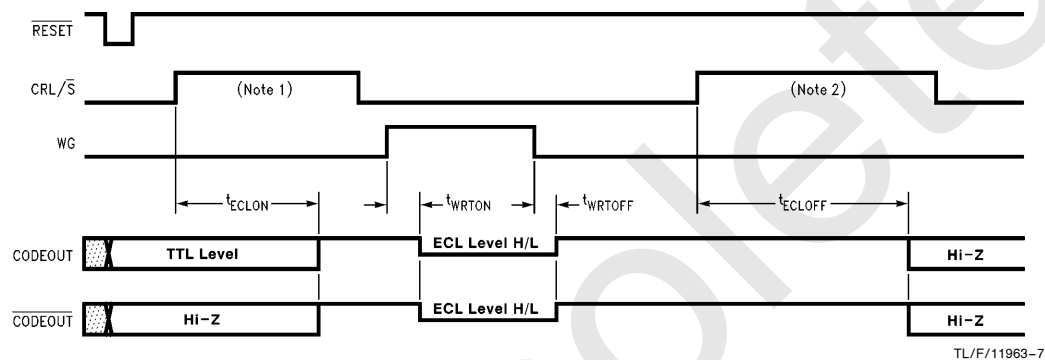 RESET
CRL/S̅ (Note 1) (Note 2)
WG
tECLON tWRTON tWRTOFF tECLOFF
CODEOUT TTL Level ECL Level H/L Hi-Z
CODEOUT Hi-Z ECL Level H/L Hi-Z
TL/F/11963-7